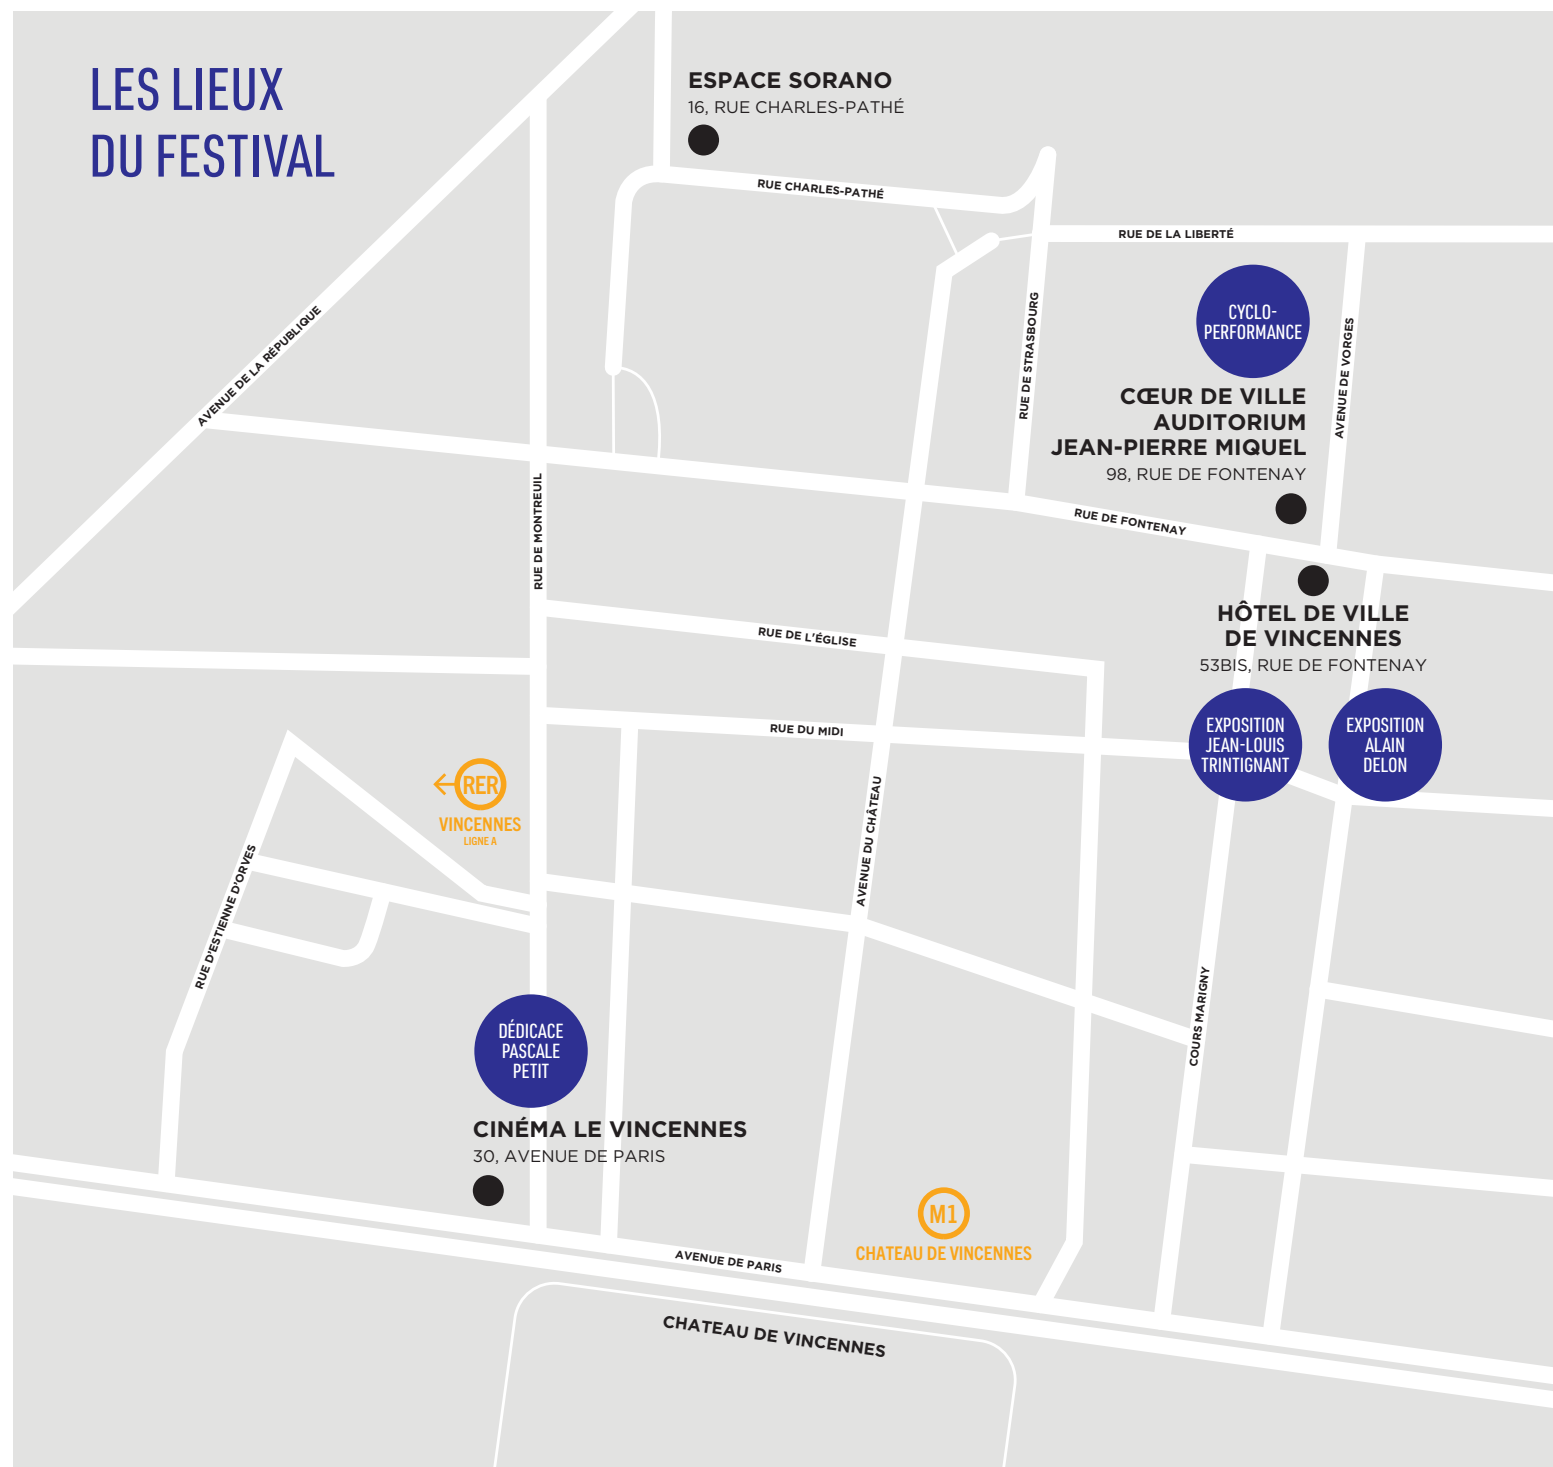 LES LIEUX
DU FESTIVAL
ESPACE SORANO
16, RUE CHARLES-PATHÉ
RUE CHARLES-PATHÉ
RUE DE LA LIBERTÉ
AVENUE DE LA RÉPUBLIQUE
RUE DE STRASBOURG
CYCLO-
PERFORMANCE
AVENUE DE VORGES
CŒUR DE VILLE
AUDITORIUM
JEAN-PIERRE MIQUEL
98, RUE DE FONTENAY
RUE DE MONTREUIL
RUE DE FONTENAY
HÔTEL DE VILLE
DE VINCENNES
53BIS, RUE DE FONTENAY
RUE DE L'ÉGLISE
RUE DU MIDI
EXPOSITION
JEAN-LOUIS
TRINTIGNANT
EXPOSITION
ALAIN
DELON
RER
VINCENNES
LIGNE A
AVENUE DU CHÂTEAU
RUE D'ESTIENNE D'ORVES
COURS MARIGNY
DÉDICACE
PASCALE
PETIT
CINÉMA LE VINCENNES
30, AVENUE DE PARIS
M1
CHATEAU DE VINCENNES
AVENUE DE PARIS
CHATEAU DE VINCENNES